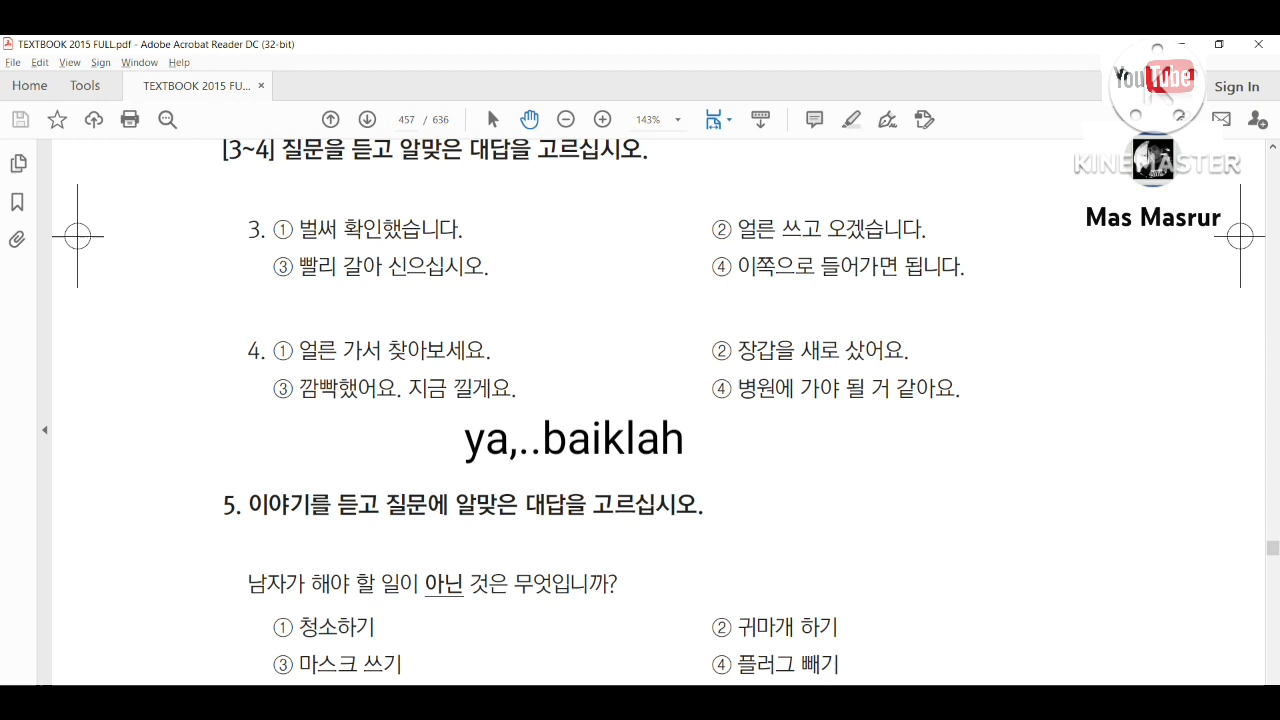 TEXTBOOK 2015 FULL.pdf - Adobe Acrobat Reader DC (32-bit)
File Edit View Sign Window Help
Home Tools TEXTBOOK 2015 FU... × Sign In
457 / 636 143%
YouTube
KINEMASTER
Mas Masrur
[3~4] 질문을 듣고 알맞은 대답을 고르십시오.
3. ① 벌써 확인했습니다. ② 얼른 쓰고 오겠습니다.
③ 빨리 갈아 신으십시오. ④ 이쪽으로 들어가면 됩니다.
4. ① 얼른 가서 찾아보세요. ② 장갑을 새로 샀어요.
③ 깜빡했어요. 지금 낄게요. ④ 병원에 가야 될 거 같아요.
ya,..baiklah
5. 이야기를 듣고 질문에 알맞은 대답을 고르십시오.
남자가 해야 할 일이 아닌 것은 무엇입니까?
① 청소하기 ② 귀마개 하기
③ 마스크 쓰기 ④ 플러그 빼기